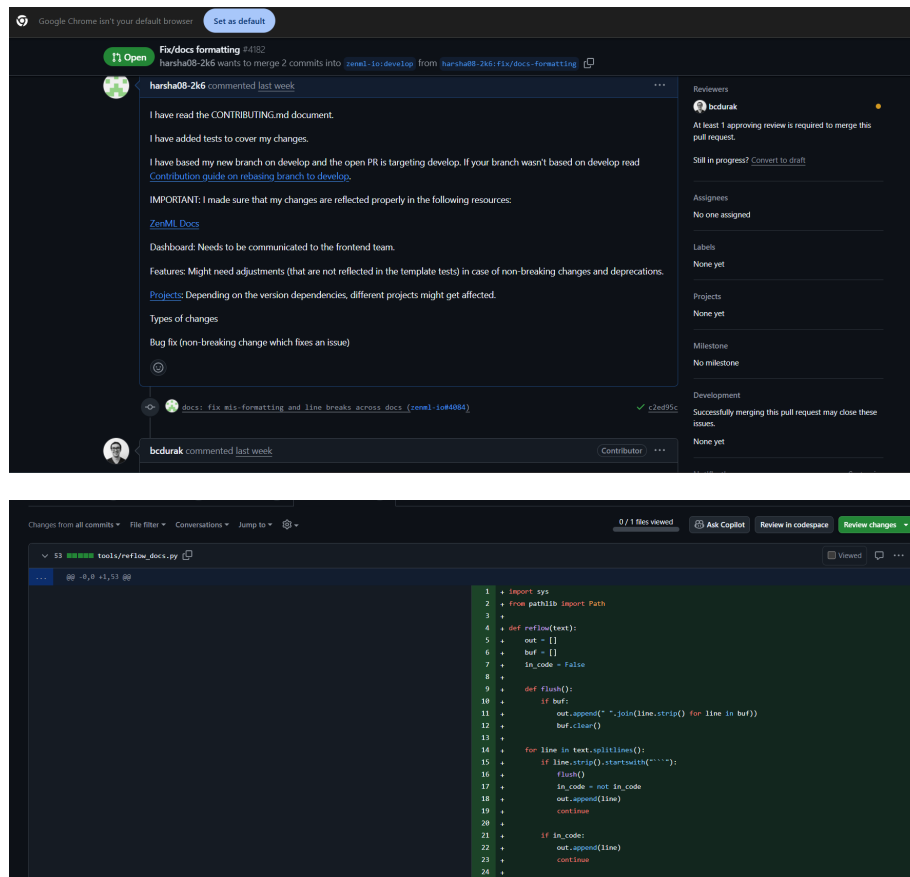 Google Chrome isn't your default browser Set as default
Open
Fix/docs formatting #4182
harsha08-2k6 wants to merge 2 commits into zenml-io:develop from harsha08-2k6:fix/docs-formatting
harsha08-2k6 commented last week ...
I have read the CONTRIBUTING.md document.
I have added tests to cover my changes.
I have based my new branch on develop and the open PR is targeting develop. If your branch wasn't based on develop read
Contribution guide on rebasing branch to develop.
IMPORTANT: I made sure that my changes are reflected properly in the following resources:
ZenML Docs
Dashboard: Needs to be communicated to the frontend team.
Features: Might need adjustments (that are not reflected in the template tests) in case of non-breaking changes and deprecations.
Projects: Depending on the version dependencies, different projects might get affected.
Types of changes
Bug fix (non-breaking change which fixes an issue)
docs: fix mis-formatting and line breaks across docs (zenml-io#4084) c2ed95c
bcdurak commented last week Contributor ...
Reviewers
bcdurak
At least 1 approving review is required to merge this
pull request.
Still in progress? Convert to draft
Assignees
No one assigned
Labels
None yet
Projects
None yet
Milestone
No milestone
Development
Successfully merging this pull request may close these
issues.
None yet
Changes from all commits File filter Conversations Jump to 0 / 1 files viewed Ask Copilot Review in codespace Review changes
53 tools/reflow_docs.py Viewed ...
... @@ -0,0 +1,53 @@
1 + import sys
2 + from pathlib import Path
3 +
4 + def reflow(text):
5 + out = []
6 + buf = []
7 + in_code = False
8 +
9 + def flush():
10 + if buf:
11 + out.append(" ".join(line.strip() for line in buf))
12 + buf.clear()
13 +
14 + for line in text.splitlines():
15 + if line.strip().startswith("```"):
16 + flush()
17 + in_code = not in_code
18 + out.append(line)
19 + continue
20 +
21 + if in_code:
22 + out.append(line)
23 + continue
24 +